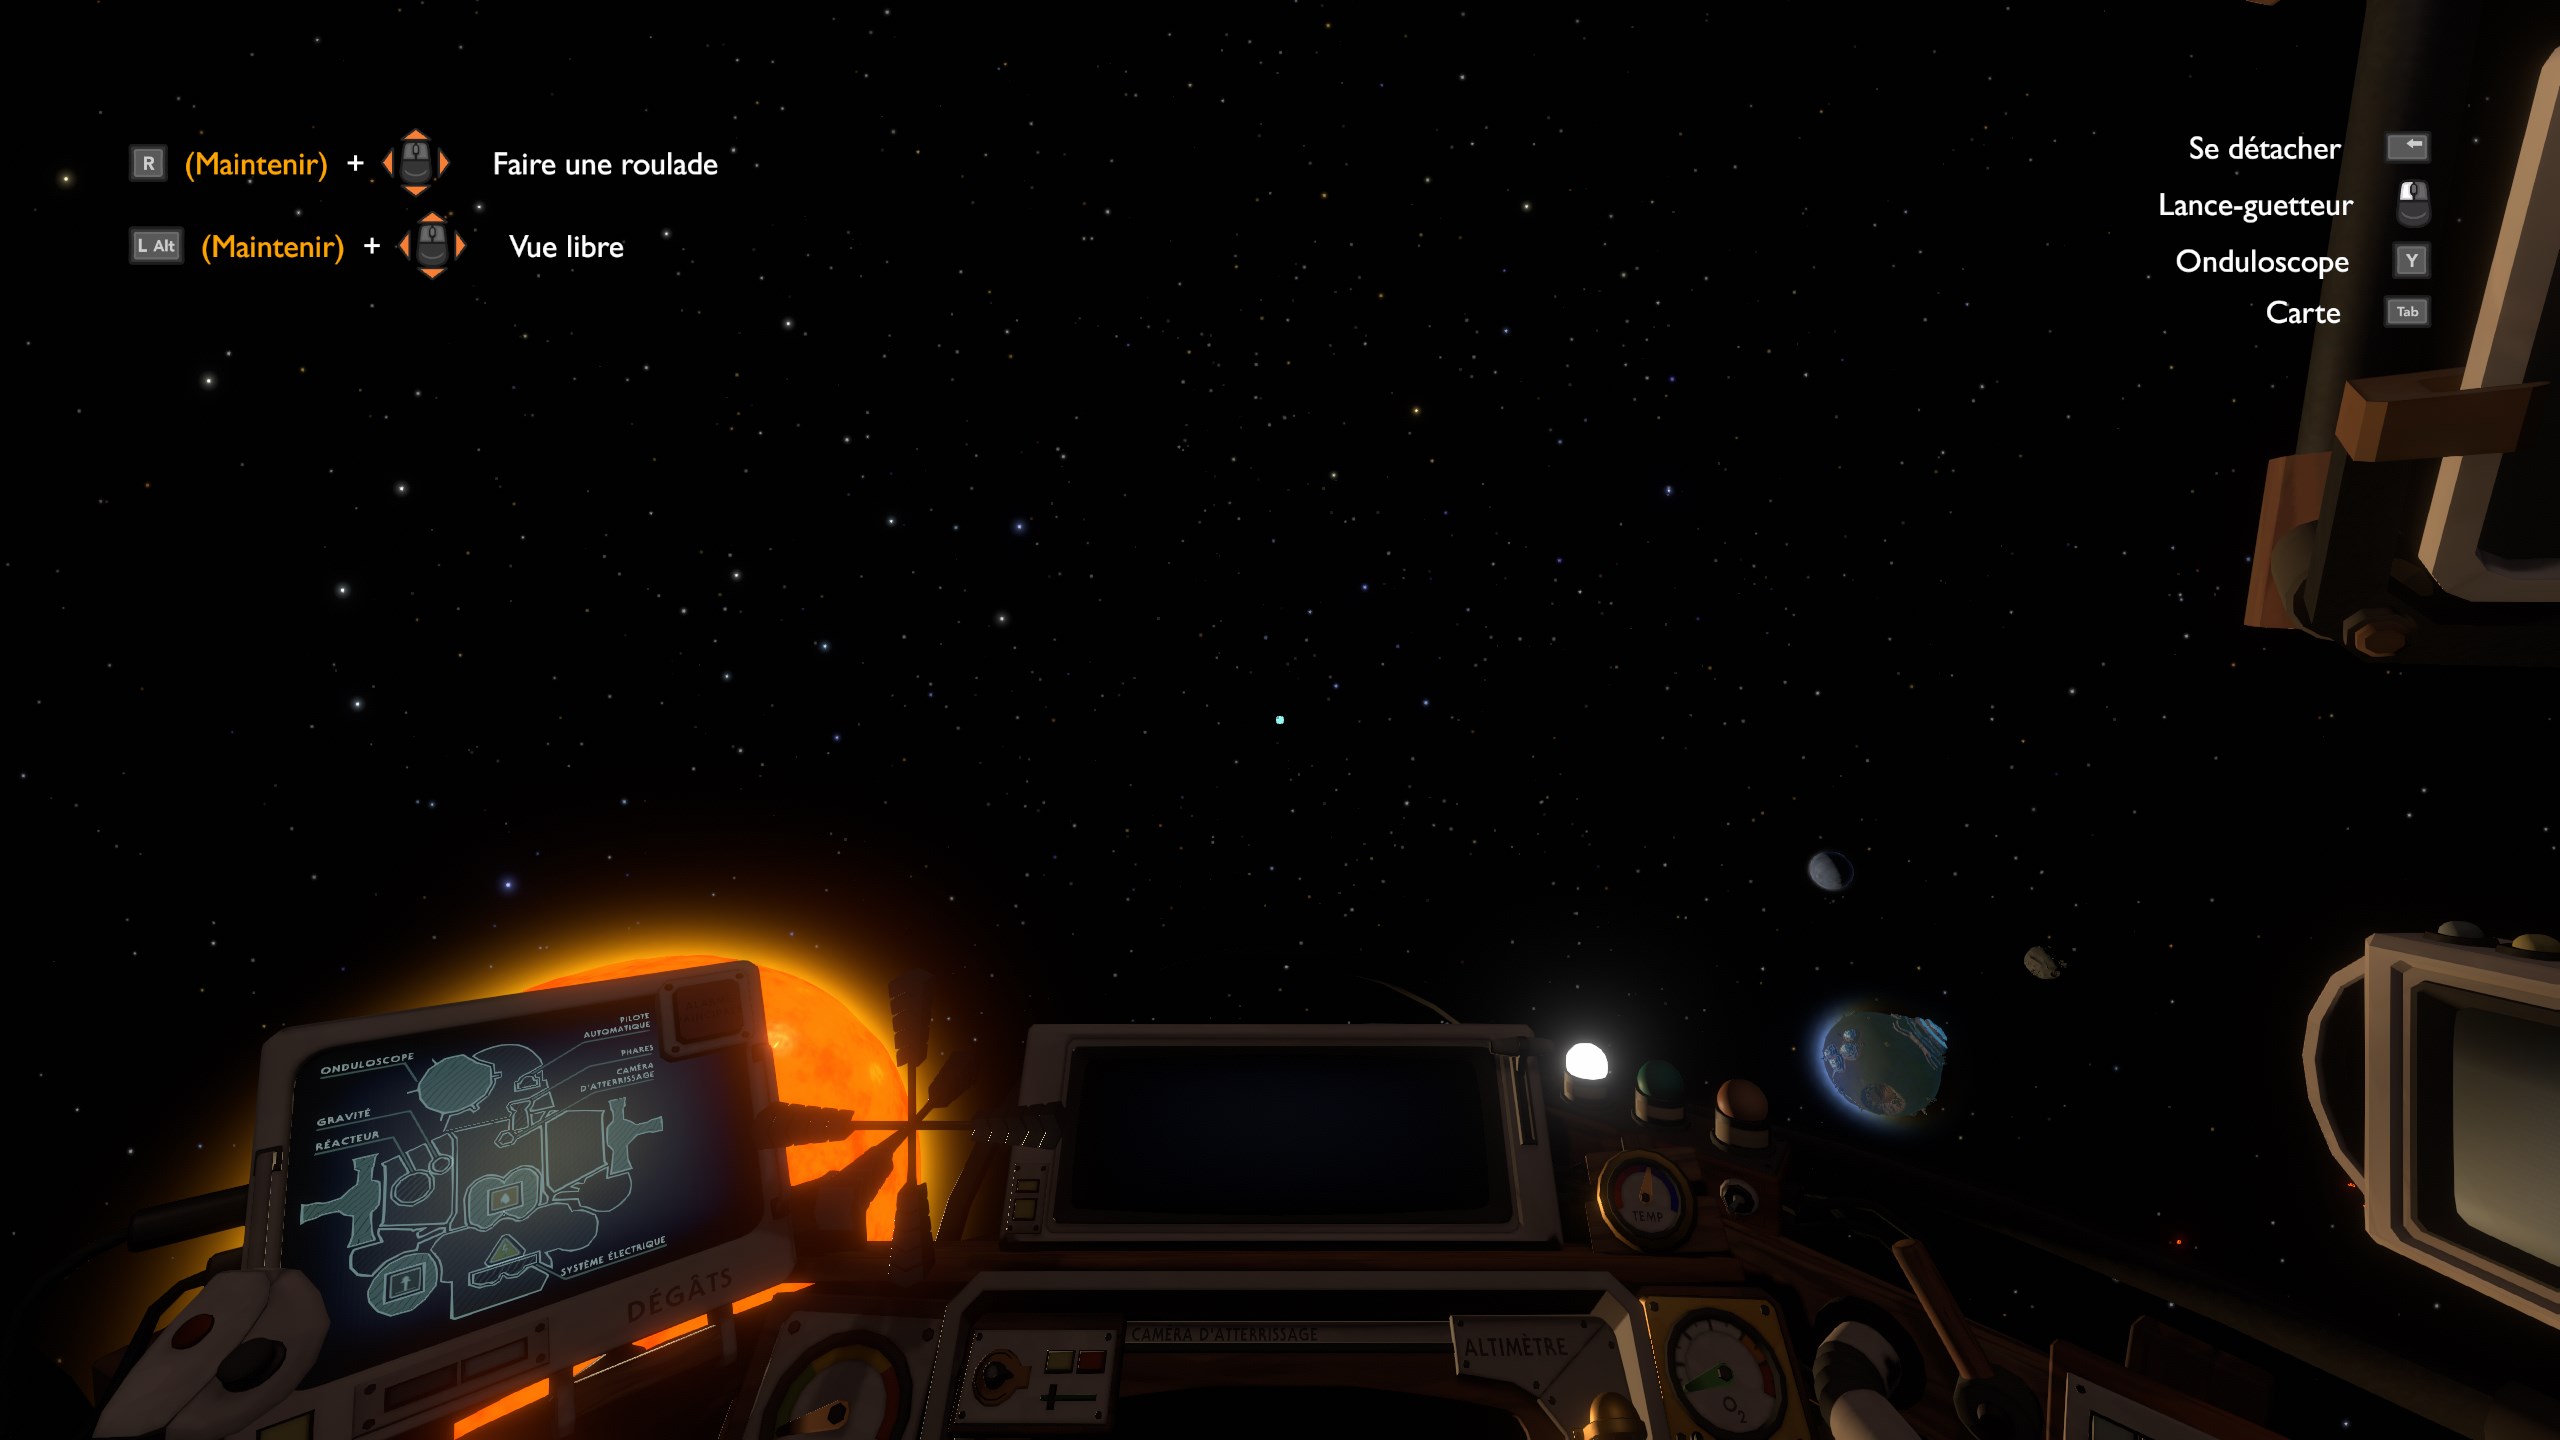 R (Maintenir) + Faire une roulade
L Alt (Maintenir) + Vue libre
Se détacher
Lance-guetteur
Onduloscope Y
Carte Tab
PILOTE
AUTOMATIQUE
ONDULOSCOPE
PHARES
CAMÉRA
D'ATTERRISSAGE
GRAVITÉ
RÉACTEUR
SYSTÈME ÉLECTRIQUE
DÉGÂTS
TEMP
CAMÉRA D'ATTERRISSAGE
ALTIMÈTRE
O2